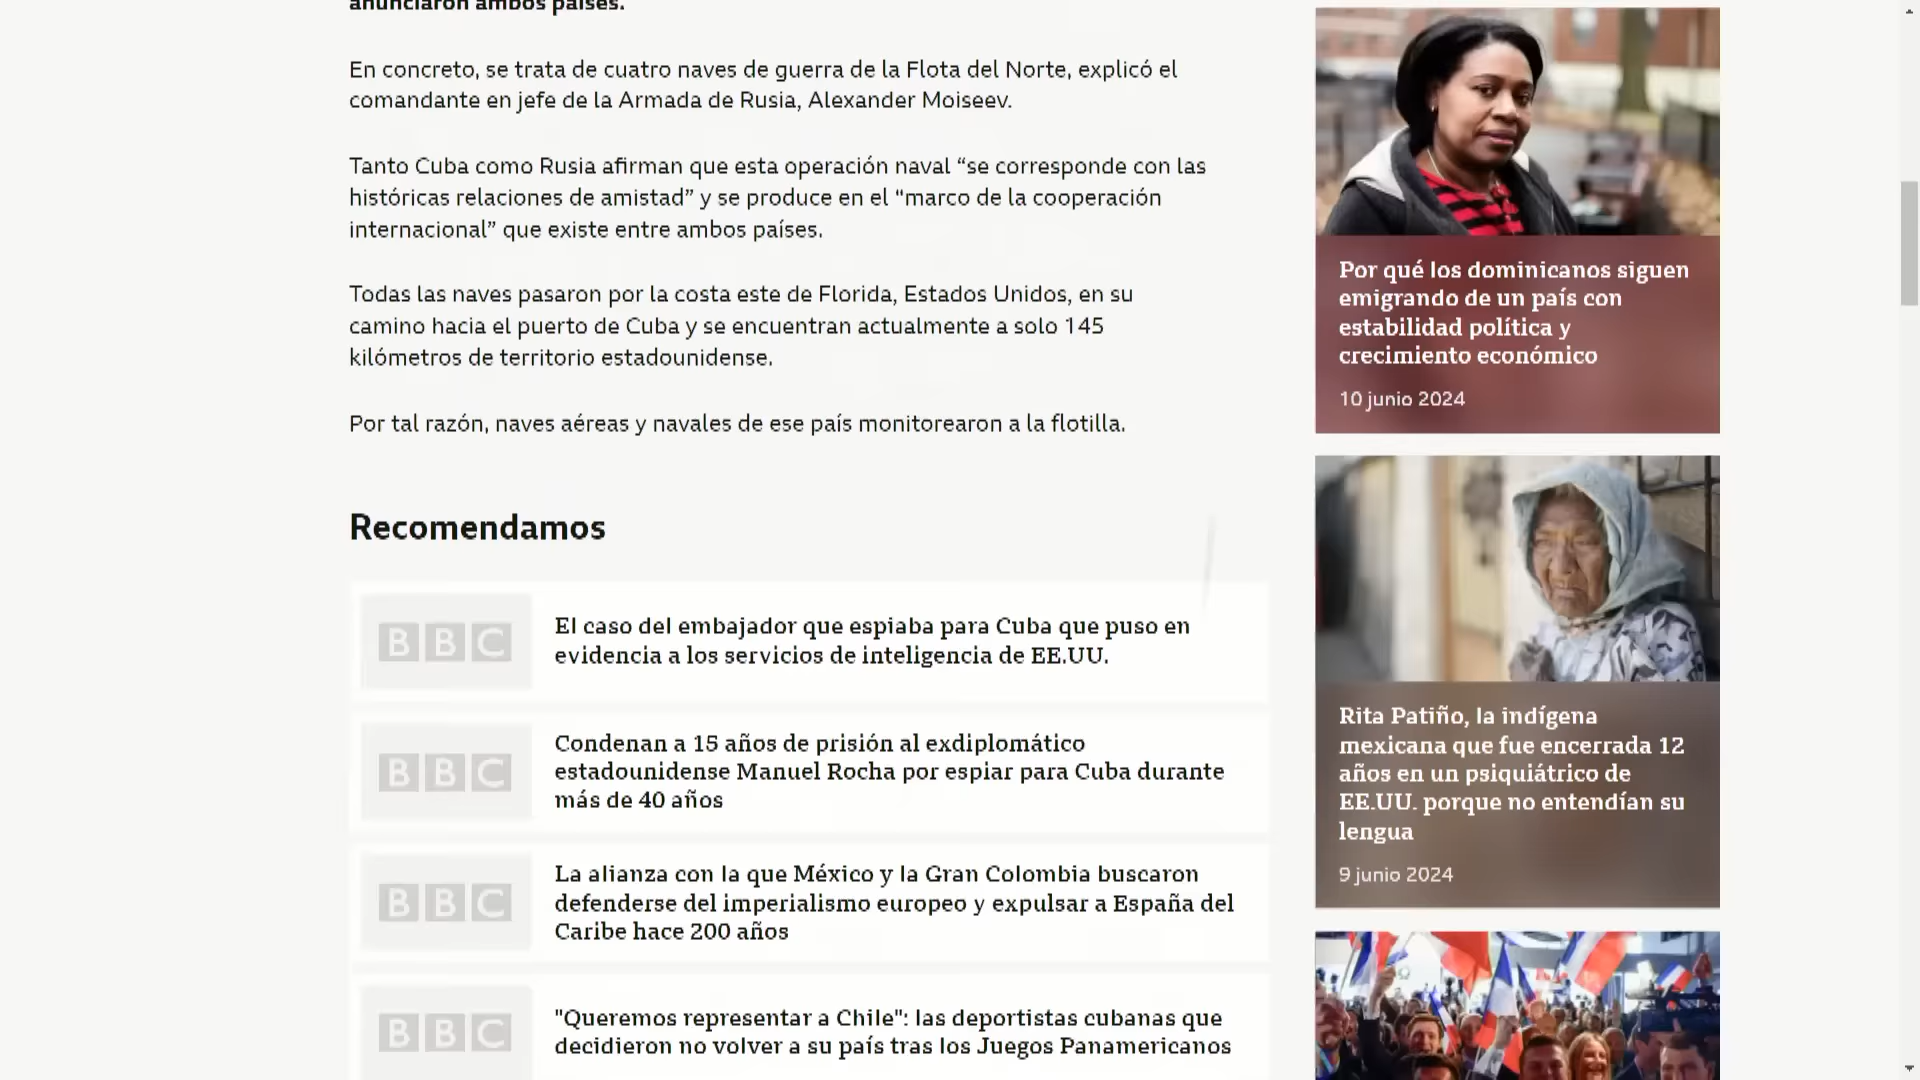 anunciaron ambos países.
En concreto, se trata de cuatro naves de guerra de la Flota del Norte, explicó el
comandante en jefe de la Armada de Rusia, Alexander Moiseev.
Tanto Cuba como Rusia afirman que esta operación naval “se corresponde con las
históricas relaciones de amistad” y se produce en el “marco de la cooperación
internacional” que existe entre ambos países.
Todas las naves pasaron por la costa este de Florida, Estados Unidos, en su
camino hacia el puerto de Cuba y se encuentran actualmente a solo 145
kilómetros de territorio estadounidense.
Por tal razón, naves aéreas y navales de ese país monitorearon a la flotilla.
Recomendamos
BBC
El caso del embajador que espiaba para Cuba que puso en
evidencia a los servicios de inteligencia de EE.UU.
BBC
Condenan a 15 años de prisión al exdiplomático
estadounidense Manuel Rocha por espiar para Cuba durante
más de 40 años
BBC
La alianza con la que México y la Gran Colombia buscaron
defenderse del imperialismo europeo y expulsar a España del
Caribe hace 200 años
BBC
"Queremos representar a Chile": las deportistas cubanas que
decidieron no volver a su país tras los Juegos Panamericanos
Por qué los dominicanos siguen
emigrando de un país con
estabilidad política y
crecimiento económico
10 junio 2024
Rita Patiño, la indígena
mexicana que fue encerrada 12
años en un psiquiátrico de
EE.UU. porque no entendían su
lengua
9 junio 2024